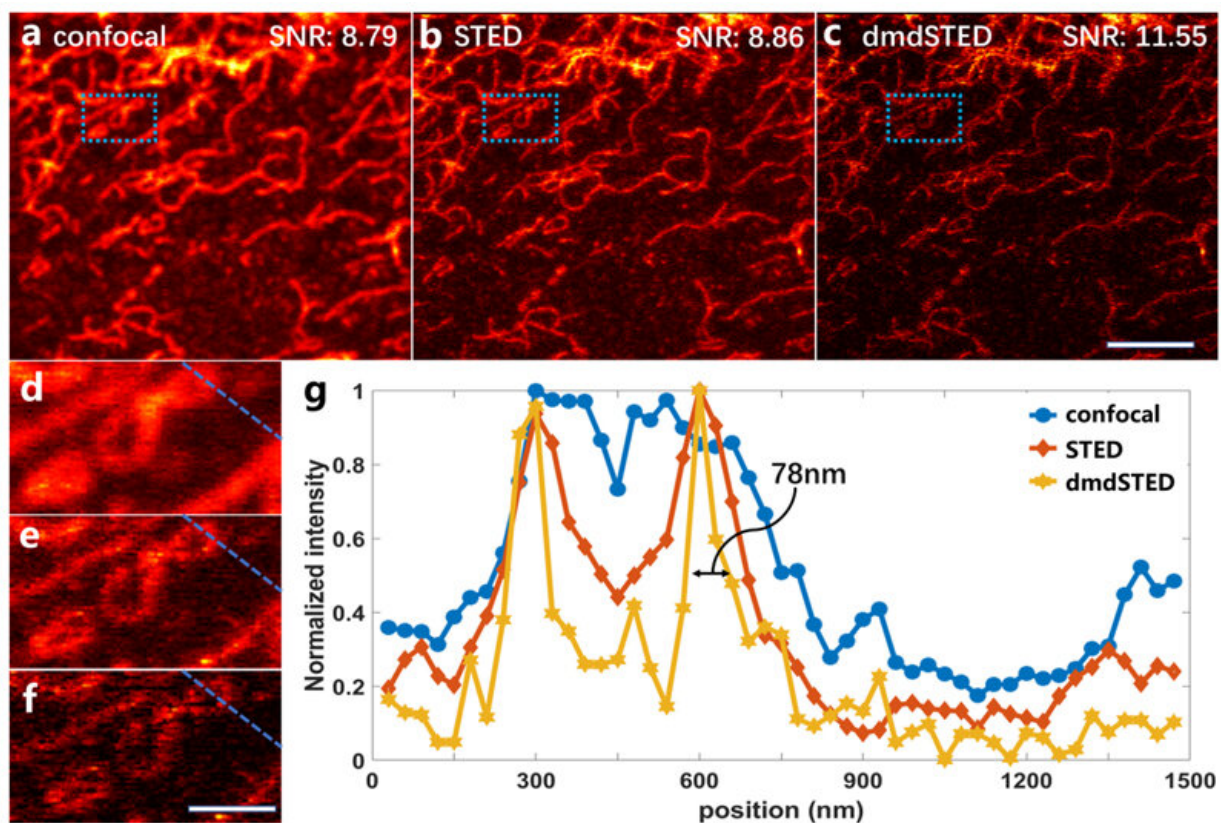 a confocal SNR: 8.79
b STED SNR: 8.86
c dmdSTED SNR: 11.55
d
e
f
g
confocal
STED
dmdSTED
78nm
Normalized intensity
1
0.8
0.6
0.4
0.2
0
0 300 600 900 1200 1500
position (nm)